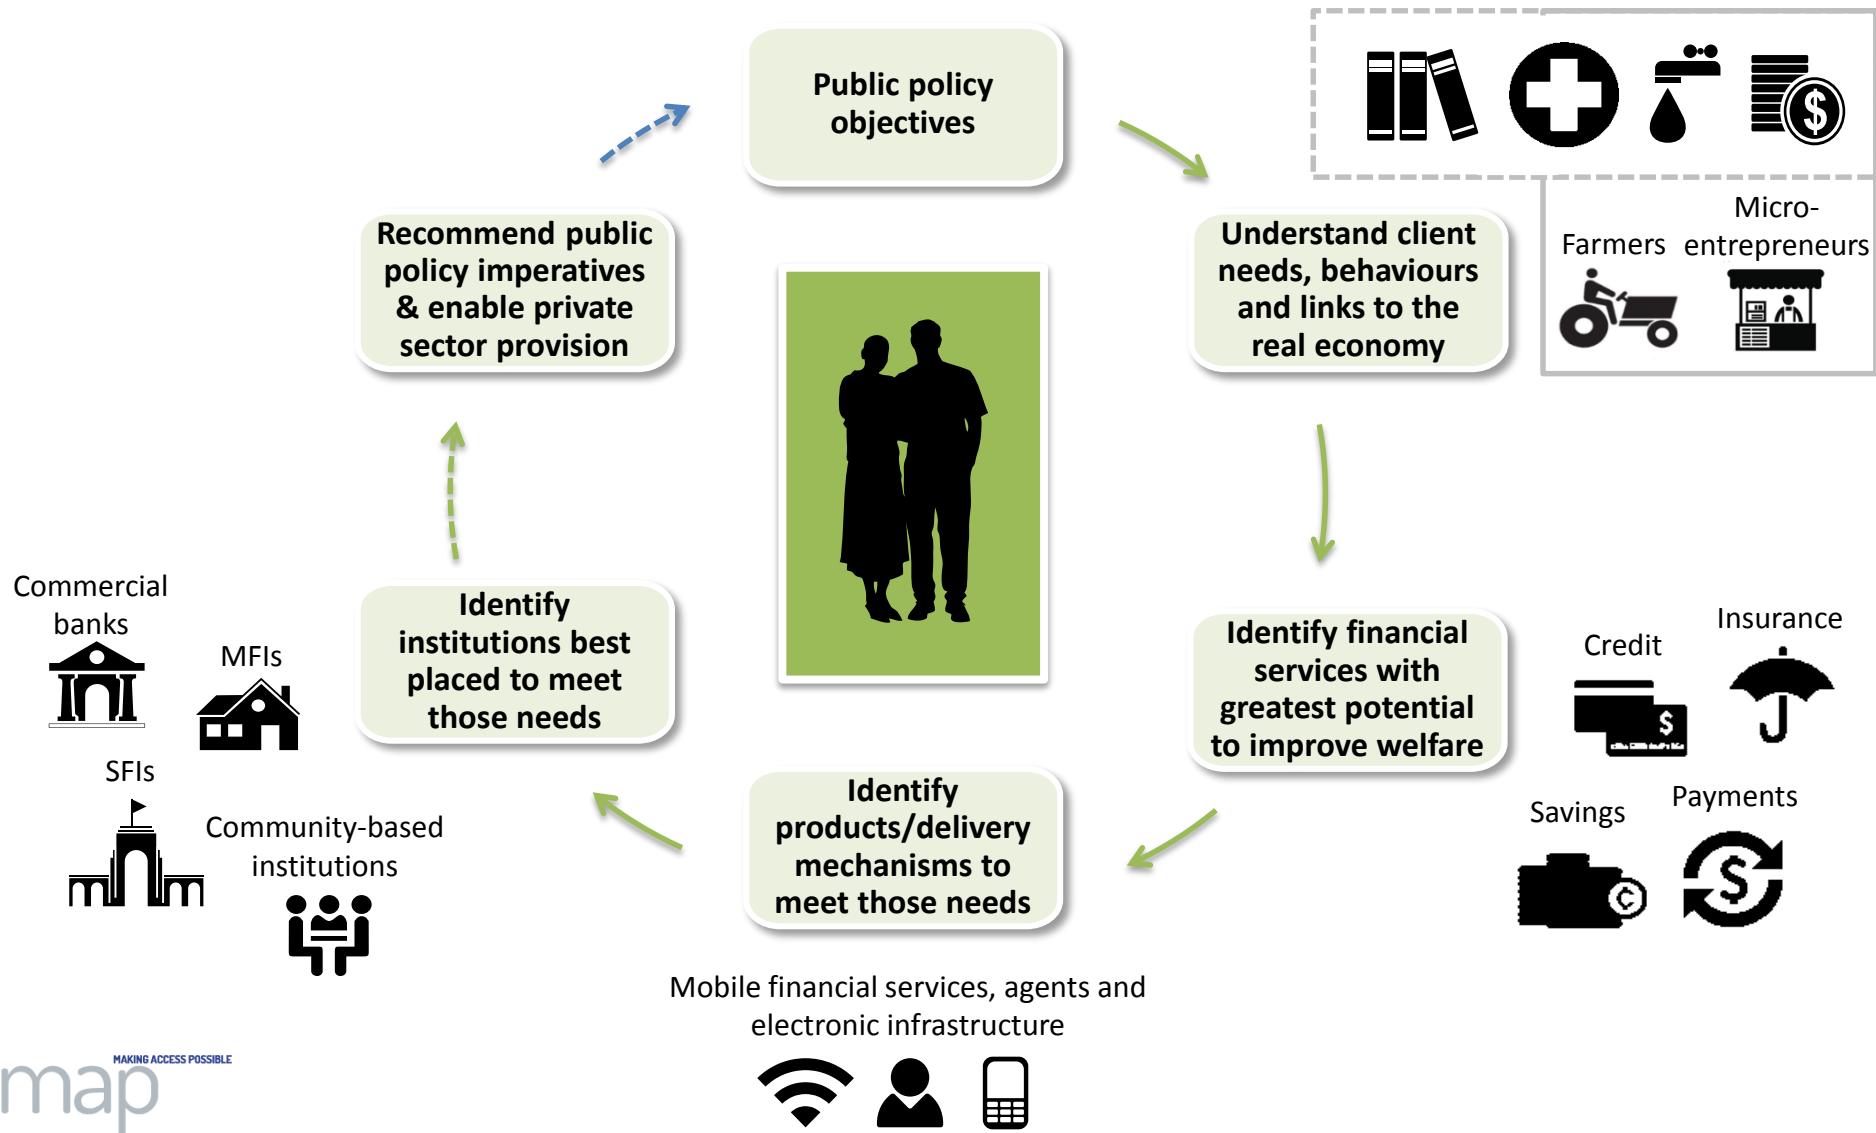 Public policy
objectives
Understand client
needs, behaviours
and links to the
real economy
Farmers
Micro-
entrepreneurs
Identify financial
services with
greatest potential
to improve welfare
Credit
Insurance
Savings
Payments
Identify
products/delivery
mechanisms to
meet those needs
Mobile financial services, agents and
electronic infrastructure
Identify
institutions best
placed to meet
those needs
Commercial
banks
MFIs
SFIs
Community-based
institutions
Recommend public
policy imperatives
& enable private
sector provision
MAKING ACCESS POSSIBLE
map